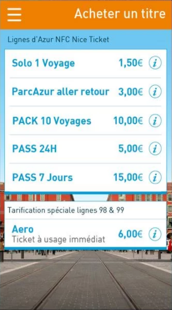 Acheter un titre
Lignes d'Azur NFC Nice Ticket
Solo 1 Voyage 1,50€
ParcAzur aller retour 3,00€
PACK 10 Voyages 10,00€
PASS 24H 5,00€
PASS 7 Jours 15,00€
Tarification spéciale lignes 98 & 99
Aero 6,00€
Ticket à usage immédiat